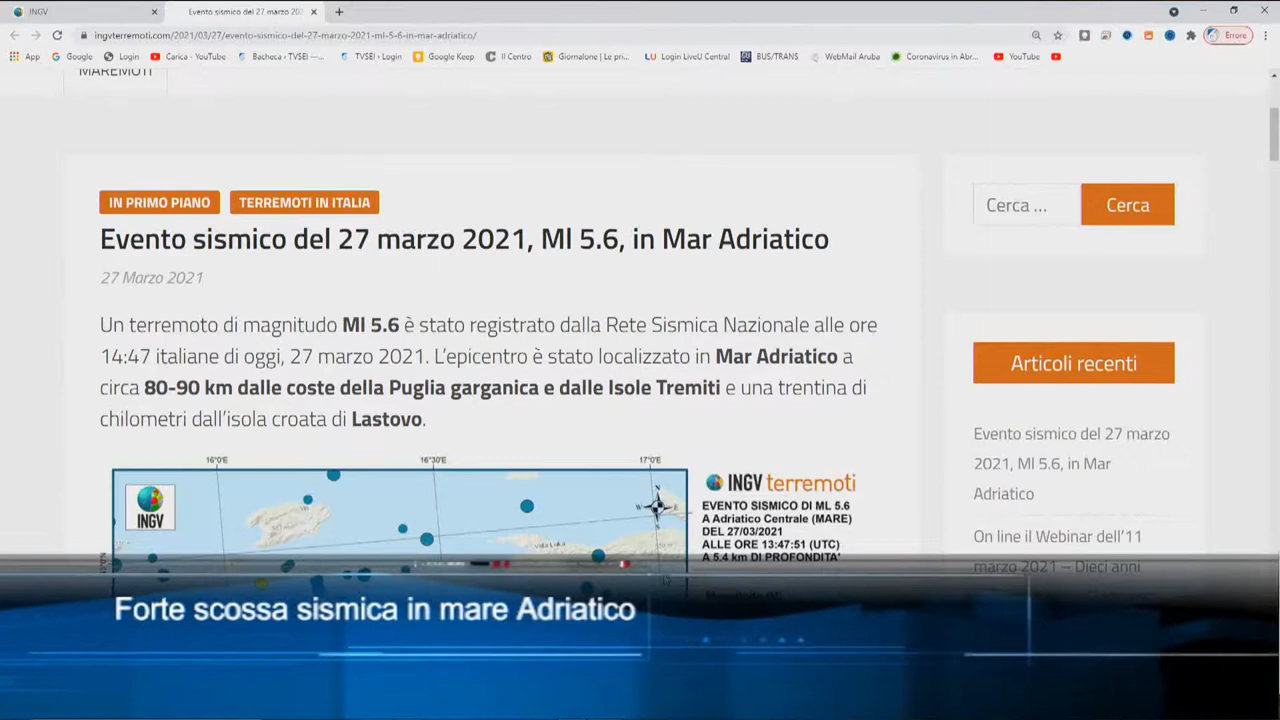 INGV
Evento sismico del 27 marzo 202
ingvterremoti.com/2021/03/27/evento-sismico-del-27-marzo-2021-ml-5-6-in-mar-adriatico/
Errore
App
Google
Login
Carica - YouTube
Bacheca ‹ TVSEI —...
TVSEI › Login
Google Keep
Il Centro
Giornalone | Le pri...
LU Login LiveU Central
BUS/TRANS
WebMail Aruba
Coronavirus in Abr...
YouTube
MAREMOTI
IN PRIMO PIANO
TERREMOTI IN ITALIA
Evento sismico del 27 marzo 2021, Ml 5.6, in Mar Adriatico
27 Marzo 2021
Un terremoto di magnitudo Ml 5.6 è stato registrato dalla Rete Sismica Nazionale alle ore
14:47 italiane di oggi, 27 marzo 2021. L'epicentro è stato localizzato in Mar Adriatico a
circa 80-90 km dalle coste della Puglia garganica e dalle Isole Tremiti e una trentina di
chilometri dall'isola croata di Lastovo.
Cerca ...
Cerca
Articoli recenti
Evento sismico del 27 marzo
2021, Ml 5.6, in Mar
Adriatico
On line il Webinar dell'11
marzo 2021 – Dieci anni
16°0'E
16°30'E
17°0'E
INGV
N
W
E
INGV terremoti
EVENTO SISMICO DI ML 5.6
A Adriatico Centrale (MARE)
DEL 27/03/2021
ALLE ORE 13:47:51 (UTC)
A 5.4 km DI PROFONDITA'
Forte scossa sismica in mare Adriatico